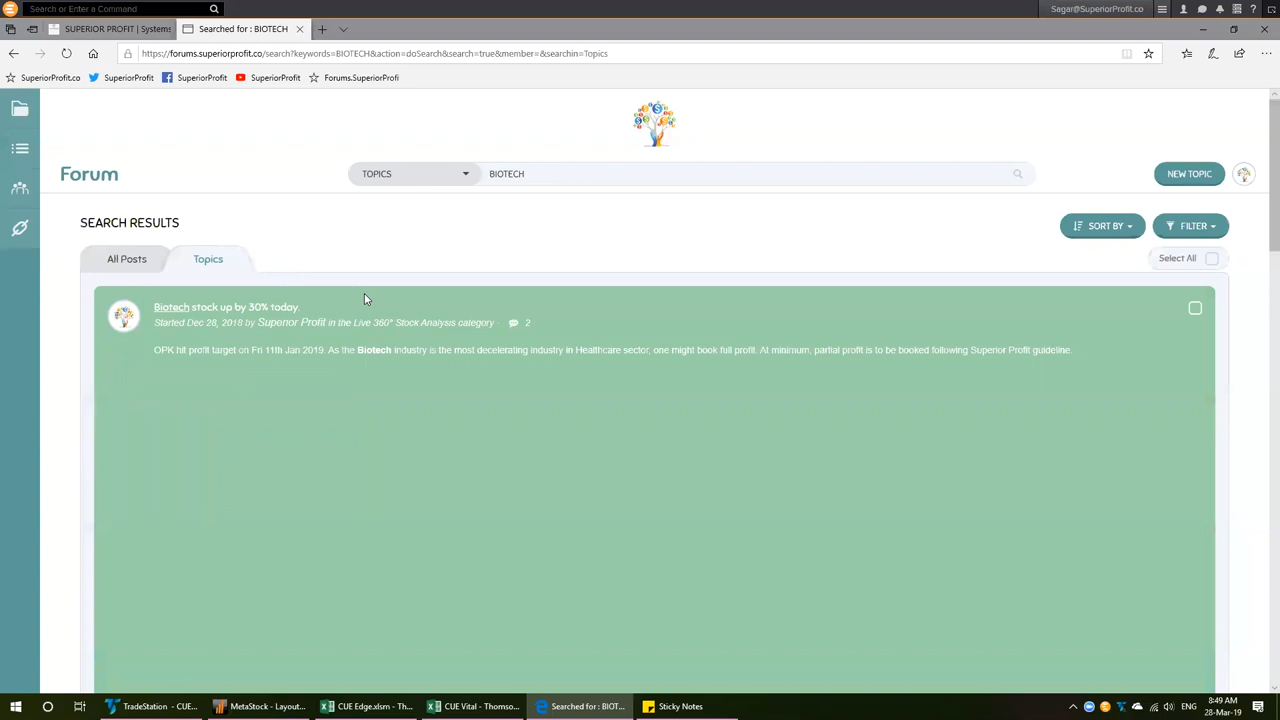 Search or Enter a Command
Sagar@SuperiorProfit.co
SUPERIOR PROFIT | Systems
Searched for : BIOTECH
https://forums.superiorprofit.co/search?keywords=BIOTECH&action=doSearch&search=true&member=&searchin=Topics
SuperiorProfit.co
SuperiorProfit
SuperiorProfit
SuperiorProfit
Forums.SuperiorProfi
Forum
TOPICS
BIOTECH
NEW TOPIC
SEARCH RESULTS
SORT BY
FILTER
All Posts
Topics
Select All
Biotech stock up by 30% today.
Started Dec 28, 2018 by Superior Profit in the Live 360° Stock Analysis category · 2
OPK hit profit target on Fri 11th Jan 2019. As the Biotech industry is the most decelerating industry in Healthcare sector, one might book full profit. At minimum, partial profit is to be booked following Superior Profit guideline.
TradeStation - CUE...
MetaStock - Layout...
CUE Edge.xlsm - Th...
CUE Vital - Thomso...
Searched for : BIOT...
Sticky Notes
ENG
8:49 AM
28-Mar-19